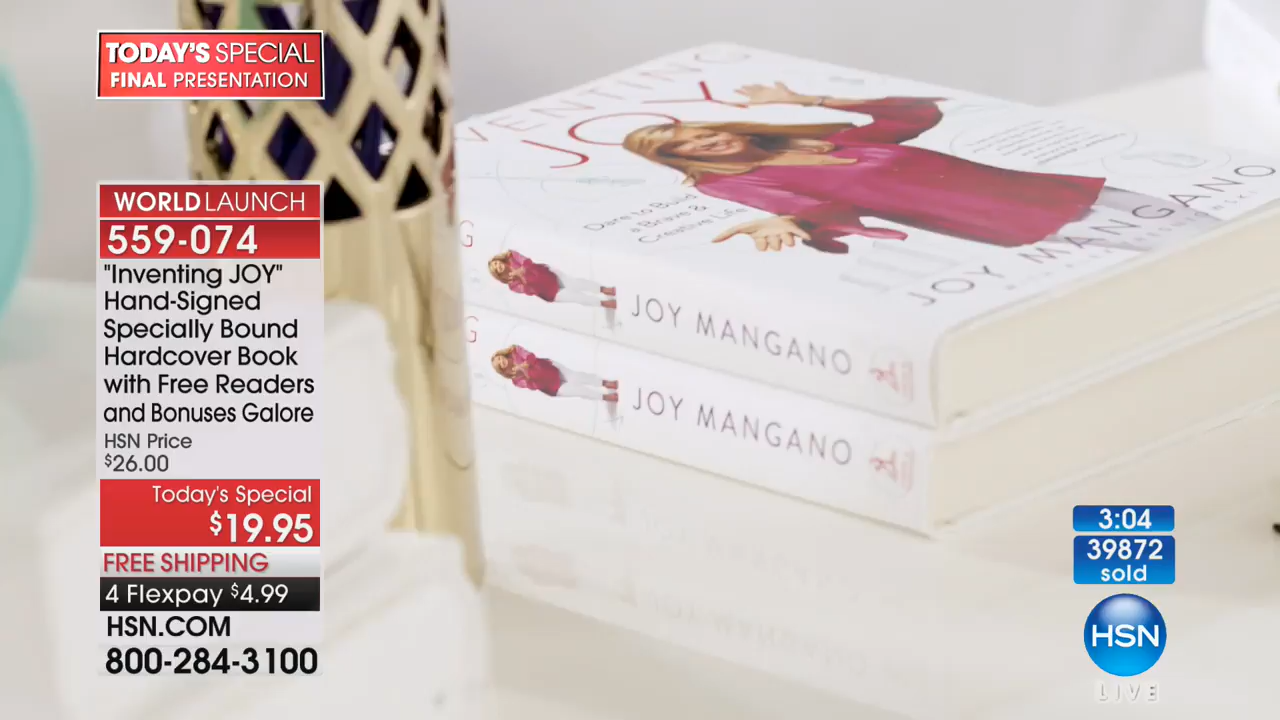 TODAY'S SPECIAL
FINAL PRESENTATION
WORLD LAUNCH
559-074
"Inventing JOY"
Hand-Signed
Specially Bound
Hardcover Book
with Free Readers
and Bonuses Galore
HSN Price
$26.00
Today's Special
$19.95
FREE SHIPPING
4 Flexpay $4.99
HSN.COM
800-284-3100
VENTING
JOY
Dare to Build
a Brave &
Creative Life
JOY MANGANO
G
JOY MANGANO
G
JOY MANGANO
3:04
39872
sold
HSN
LIVE